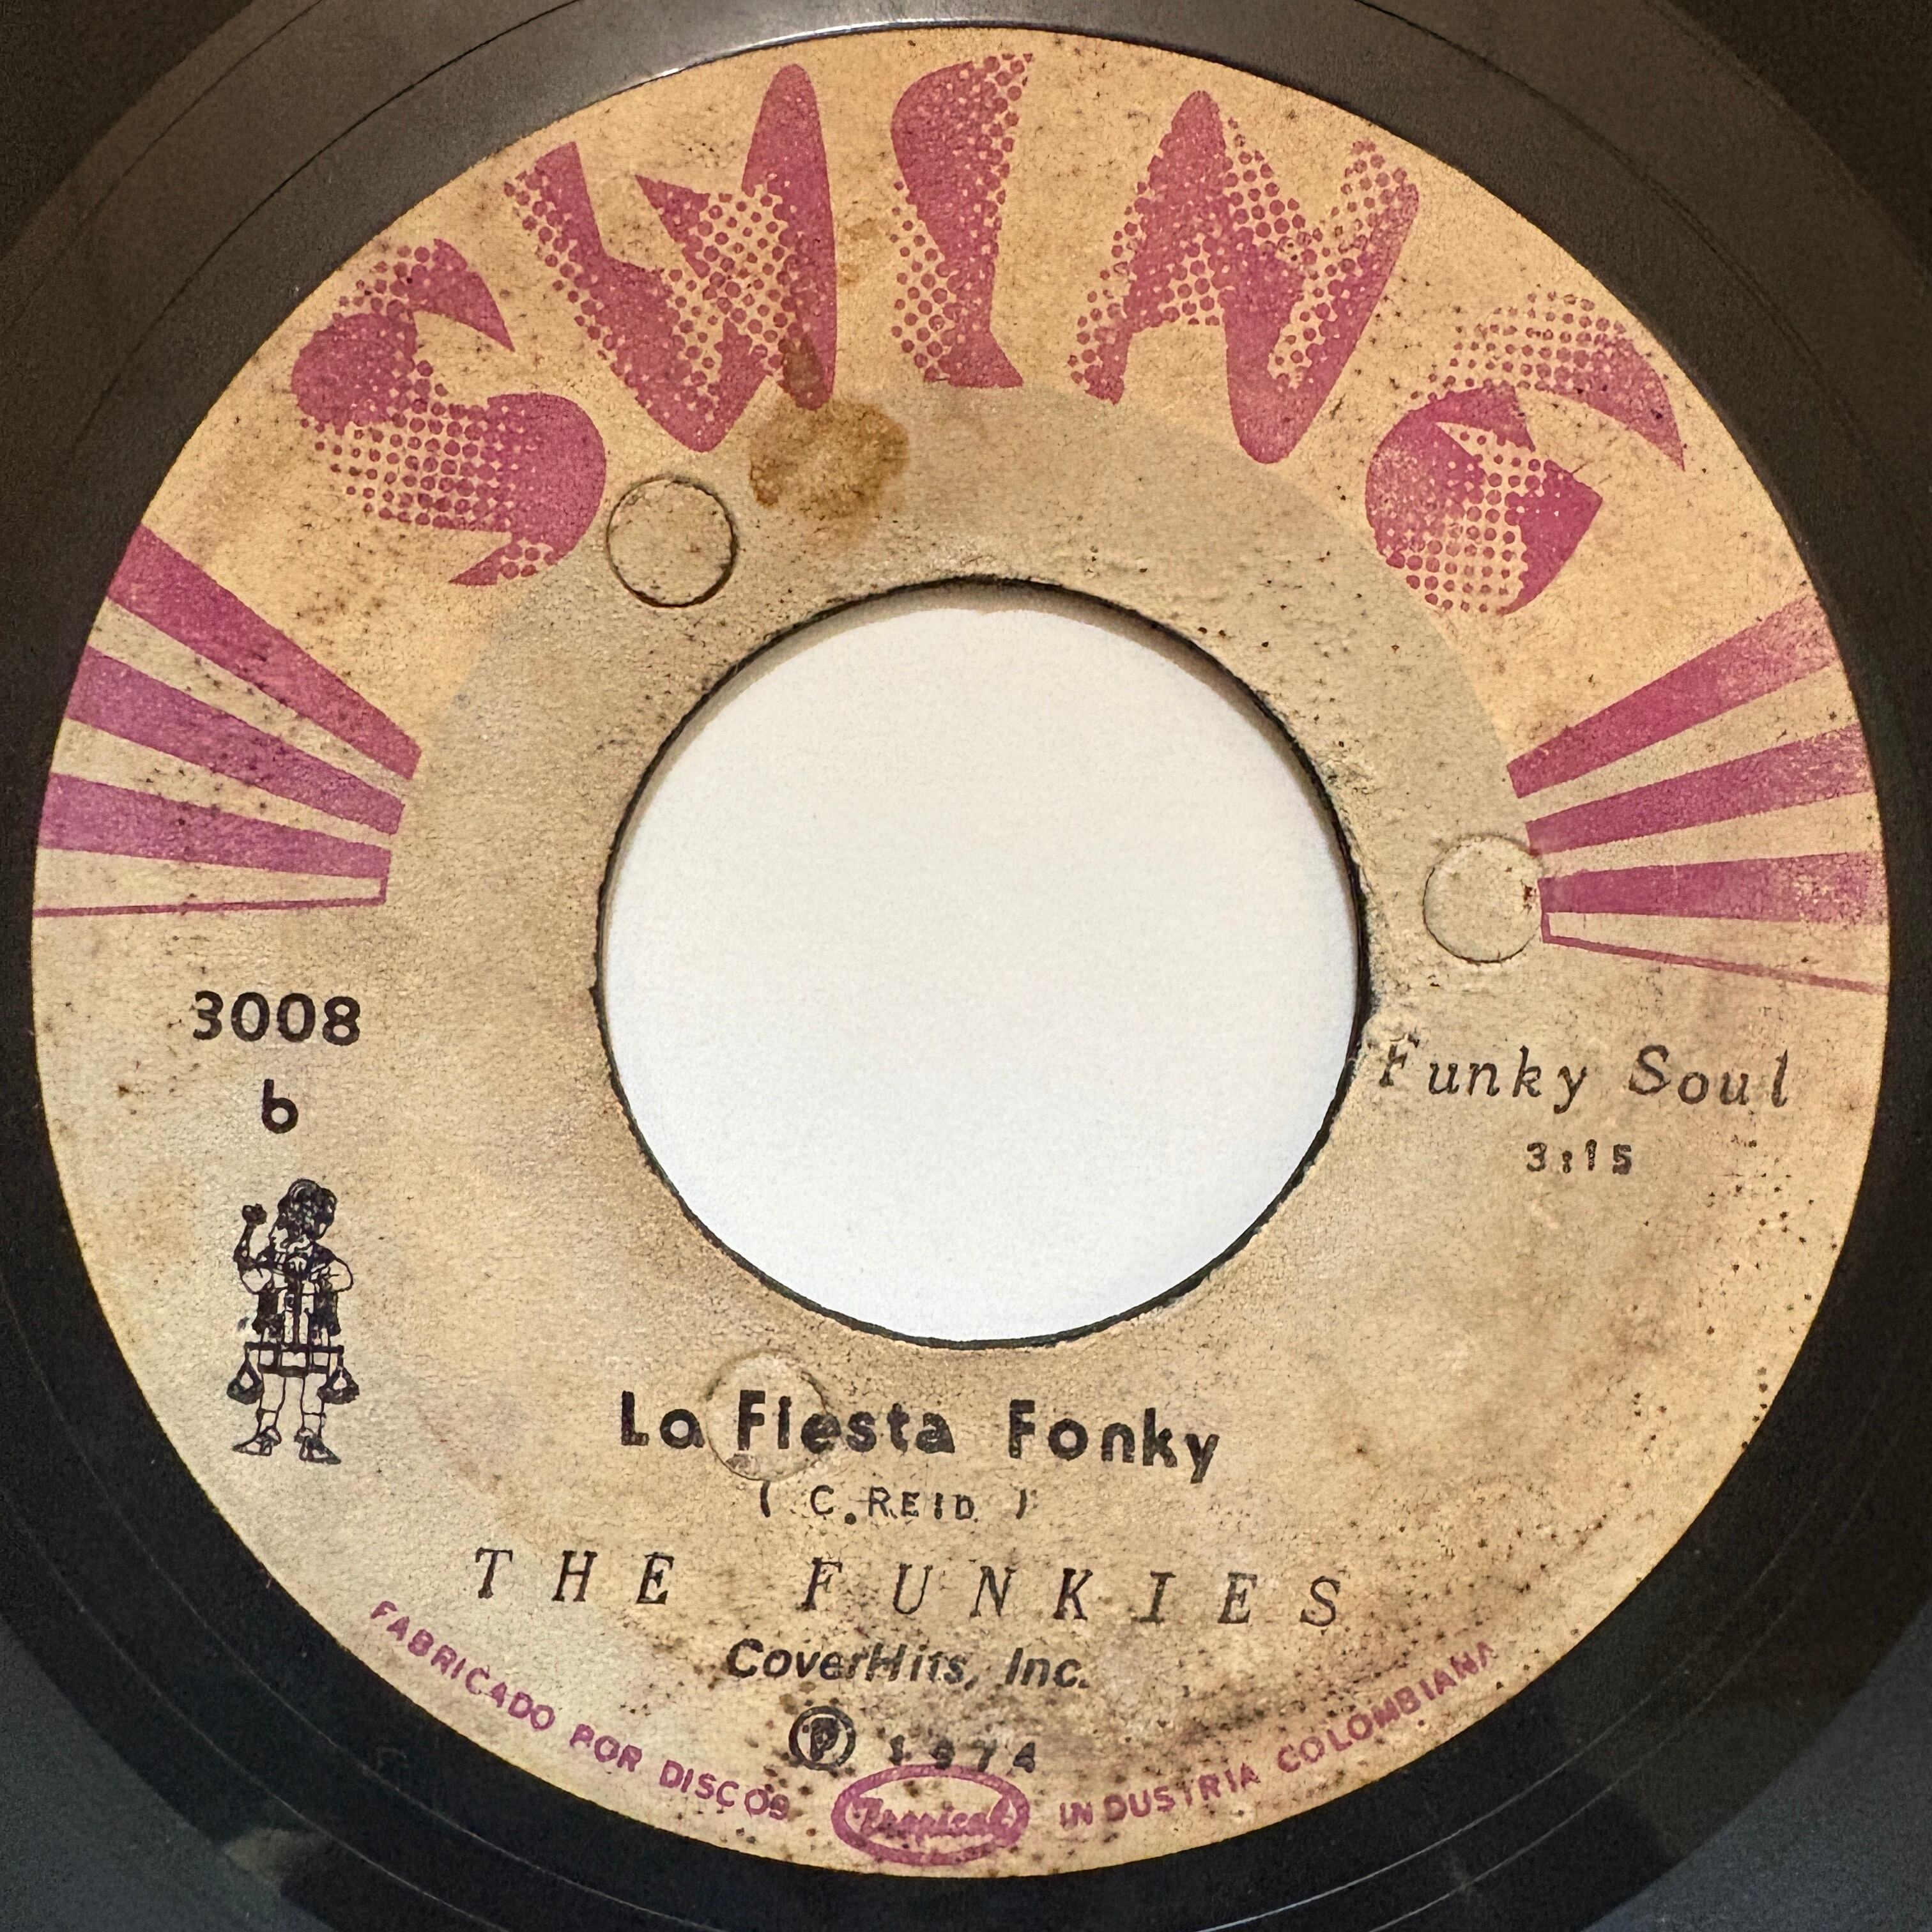 SWING
3008
b
Funky Soul
3:15
La Fiesta Fonky
( C. REID )
THE FUNKIES
CoverHits, Inc.
Ⓟ 1974
FABRICADO POR DISCOS Tropical INDUSTRIA COLOMBIANA